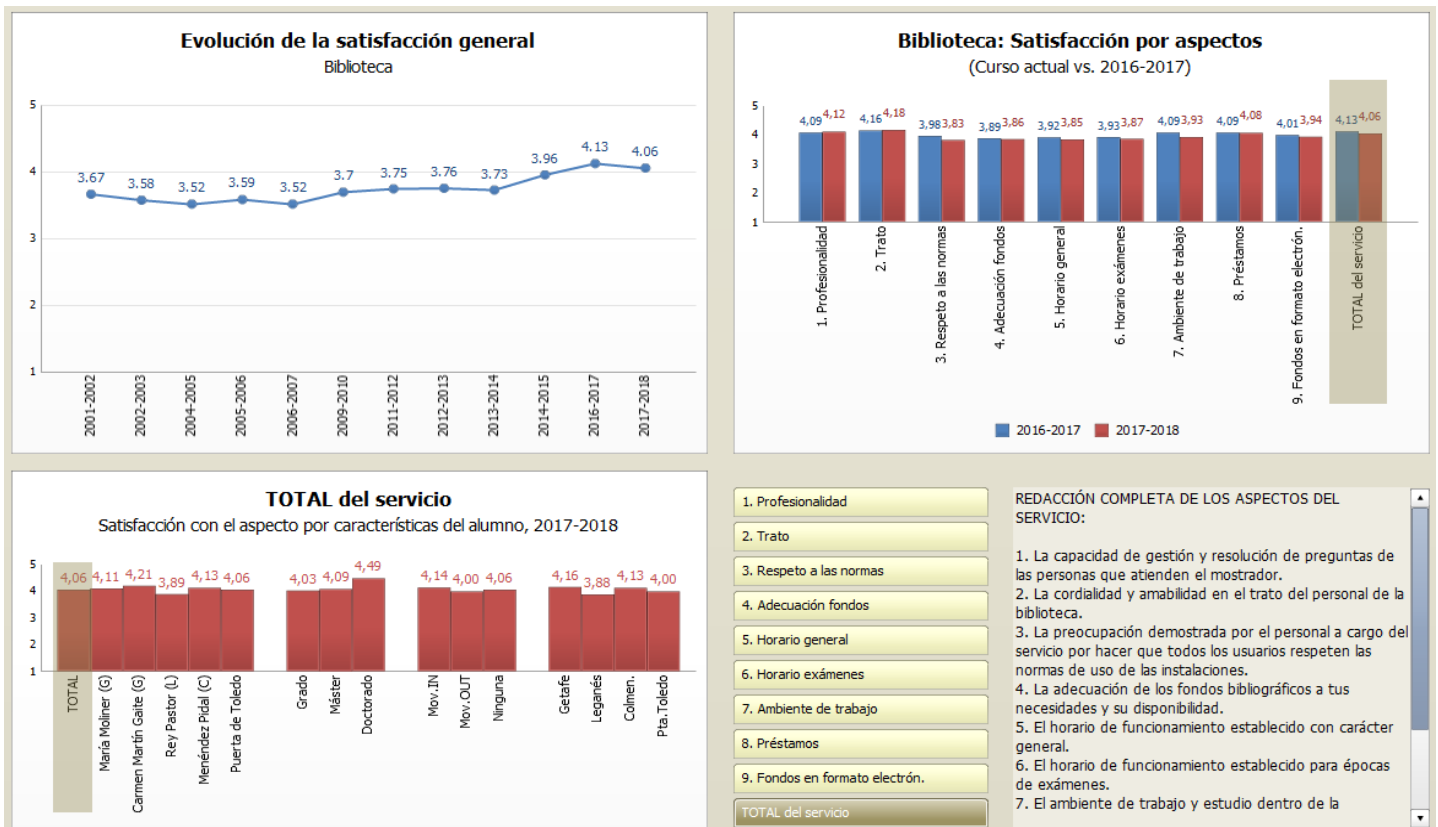 Evolución de la satisfacción general
Biblioteca
5
4
3
2
1
3.67
3.58
3.52
3.59
3.52
3.7
3.75
3.76
3.73
3.96
4.13
4.06
2001-2002
2002-2003
2004-2005
2005-2006
2006-2007
2009-2010
2011-2012
2012-2013
2013-2014
2014-2015
2016-2017
2017-2018
Biblioteca: Satisfacción por aspectos
(Curso actual vs. 2016-2017)
5
4
3
2
1
4,09 4,12
4,16 4,18
3,98 3,83
3,89 3,86
3,92 3,85
3,93 3,87
4,09 3,93
4,09 4,08
4,01 3,94
4,13 4,06
1. Profesionalidad
2. Trato
3. Respeto a las normas
4. Adecuación fondos
5. Horario general
6. Horario exámenes
7. Ambiente de trabajo
8. Préstamos
9. Fondos en formato electrón.
TOTAL del servicio
2016-2017
2017-2018
TOTAL del servicio
Satisfacción con el aspecto por características del alumno, 2017-2018
5
4
3
2
1
4,06 4,11 4,21 3,89 4,13 4,06
4,03 4,09 4,49
4,14 4,00 4,06
4,16 3,88 4,13 4,00
TOTAL
María Moliner (G)
Carmen Martín Gaite (G)
Rey Pastor (L)
Menéndez Pidal (C)
Puerta de Toledo
Grado
Máster
Doctorado
Mov.IN
Mov.OUT
Ninguna
Getafe
Leganés
Colmen.
Pta.Toledo
1. Profesionalidad
2. Trato
3. Respeto a las normas
4. Adecuación fondos
5. Horario general
6. Horario exámenes
7. Ambiente de trabajo
8. Préstamos
9. Fondos en formato electrón.
TOTAL del servicio
REDACCIÓN COMPLETA DE LOS ASPECTOS DEL
SERVICIO:
1. La capacidad de gestión y resolución de preguntas de
las personas que atienden el mostrador.
2. La cordialidad y amabilidad en el trato del personal de la
biblioteca.
3. La preocupación demostrada por el personal a cargo del
servicio por hacer que todos los usuarios respeten las
normas de uso de las instalaciones.
4. La adecuación de los fondos bibliográficos a tus
necesidades y su disponibilidad.
5. El horario de funcionamiento establecido con carácter
general.
6. El horario de funcionamiento establecido para épocas
de exámenes.
7. El ambiente de trabajo y estudio dentro de la